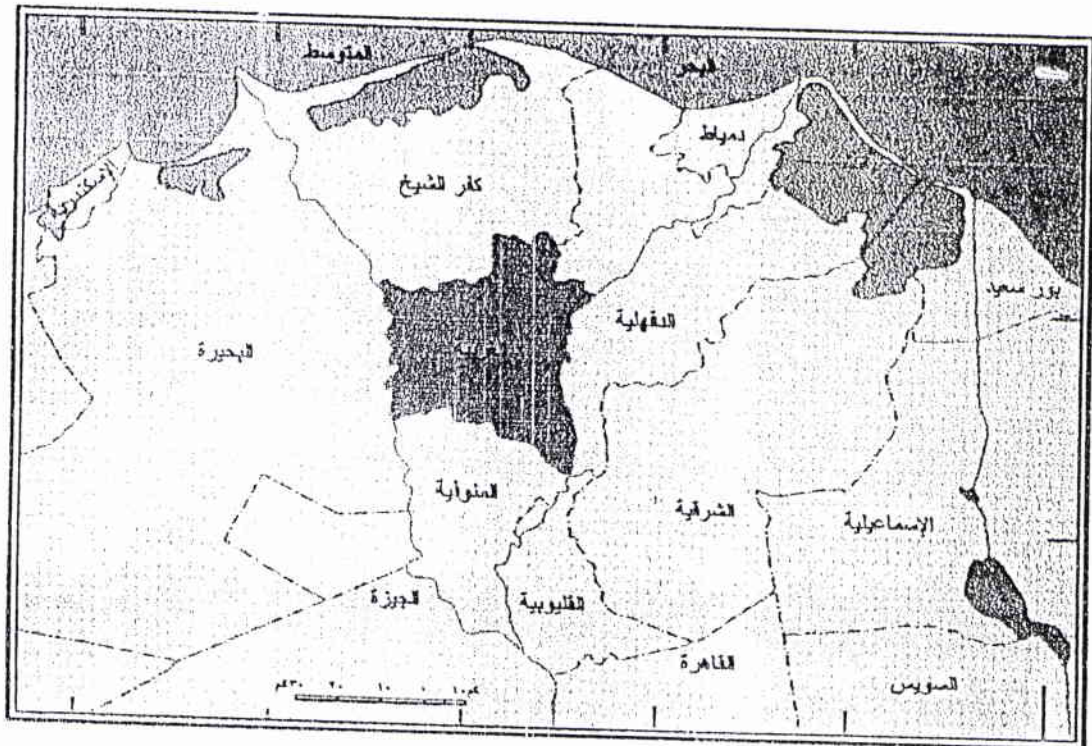 البحر
المتوسط
دمياط
كفر الشيخ
بور سعيد
الدقهلية
البحيرة
المنوفية
الشرقية
الإسماعيلية
الجيزة
القليوبية
القاهرة
السويس